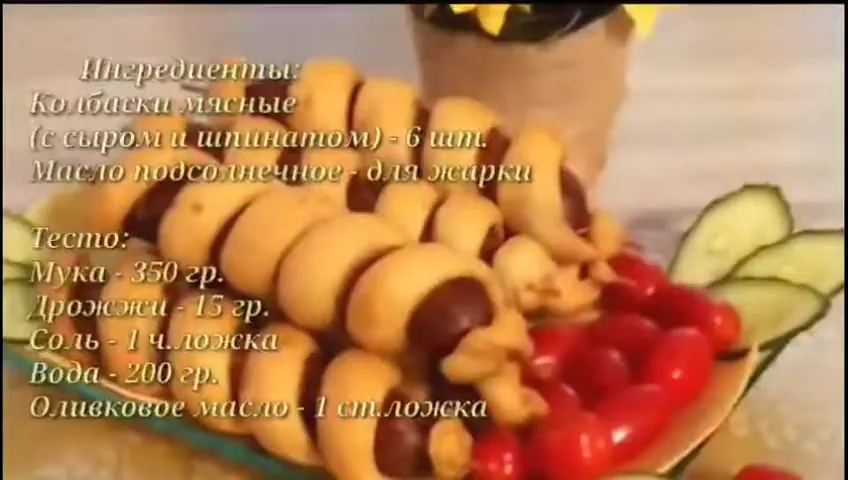 Ингредиенты:
Колбаски мясные
(с сыром и шпинатом) - 6 шт.
Масло подсолнечное - для жарки
Тесто:
Мука - 350 гр.
Дрожжи - 15 гр.
Соль - 1 ч.ложка
Вода - 200 гр.
Оливковое масло - 1 ст.ложка